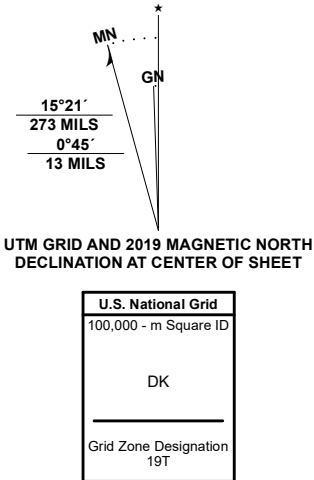 ★
MN
GN
15°21´
273 MILS
0°45´
13 MILS
UTM GRID AND 2019 MAGNETIC NORTH
DECLINATION AT CENTER OF SHEET
U.S. National Grid
100,000 - m Square ID
DK
Grid Zone Designation
19T